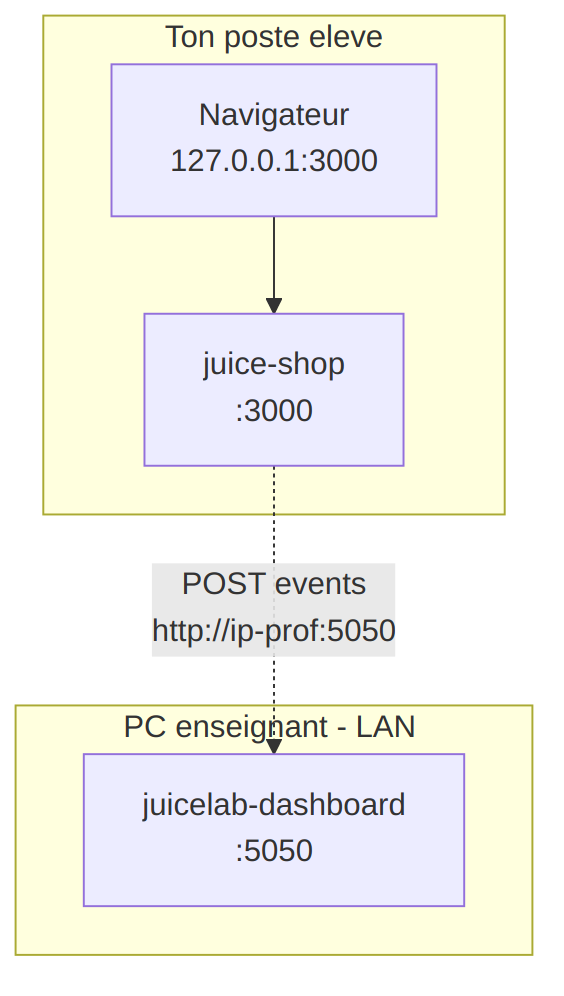 Ton poste eleve
Navigateur
127.0.0.1:3000
juice-shop
:3000
POST events
http://ip-prof:5050
PC enseignant - LAN
juicelab-dashboard
:5050